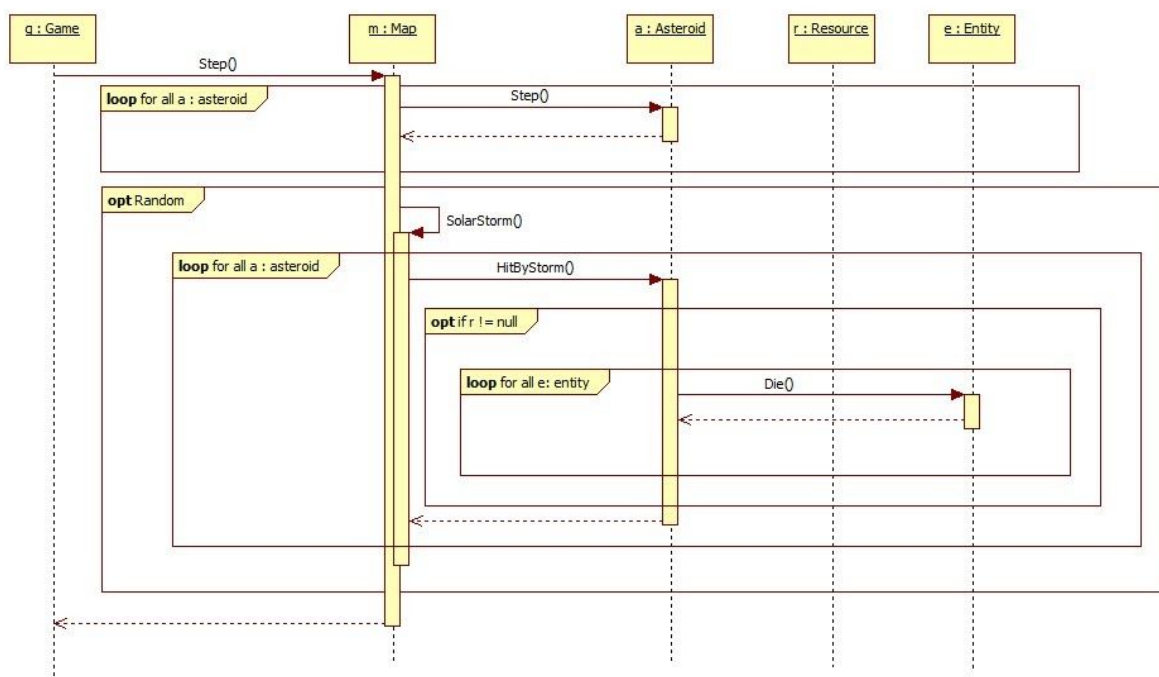 g : Game
m : Map
a : Asteroid
r : Resource
e : Entity
Step()
loop for all a : asteroid
Step()
opt Random
SolarStorm()
loop for all a : asteroid
HitByStorm()
opt if r != null
loop for all e: entity
Die()